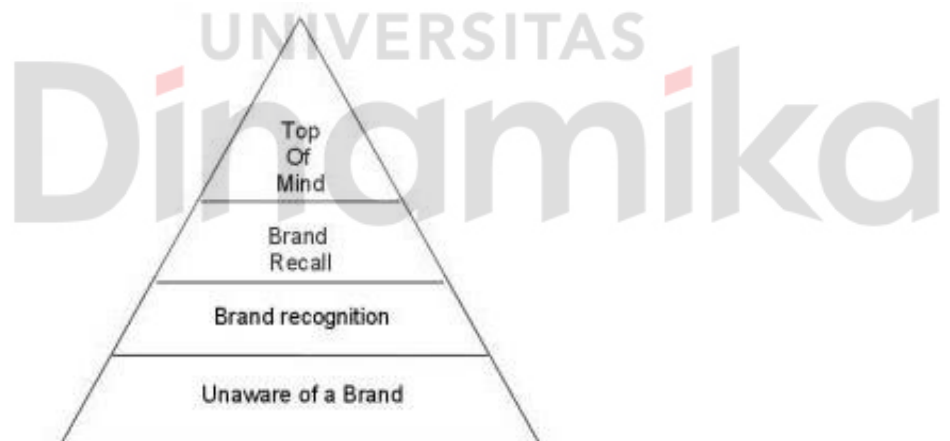 UNIVERSITAS
Dinamika
Top
Of
Mind
Brand
Recall
Brand recognition
Unaware of a Brand